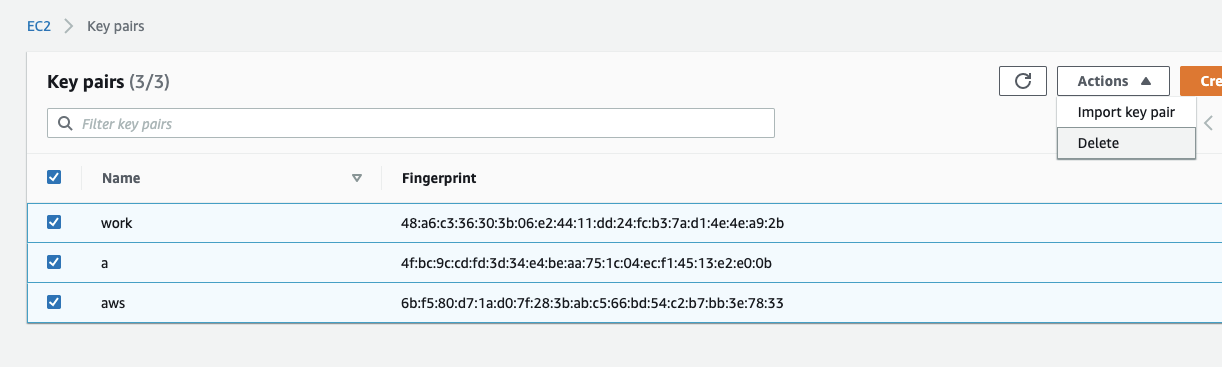 EC2 > Key pairs
Key pairs (3/3)
Actions ▲
Cre
Filter key pairs
Import key pair
Delete
Name
Fingerprint
work 48:a6:c3:36:30:3b:06:e2:44:11:dd:24:fc:b3:7a:d1:4e:4e:a9:2b
a 4f:bc:9c:cd:fd:3d:34:e4:be:aa:75:1c:04:ec:f1:45:13:e2:e0:0b
aws 6b:f5:80:d7:1a:d0:7f:28:3b:ab:c5:66:bd:54:c2:b7:bb:3e:78:33